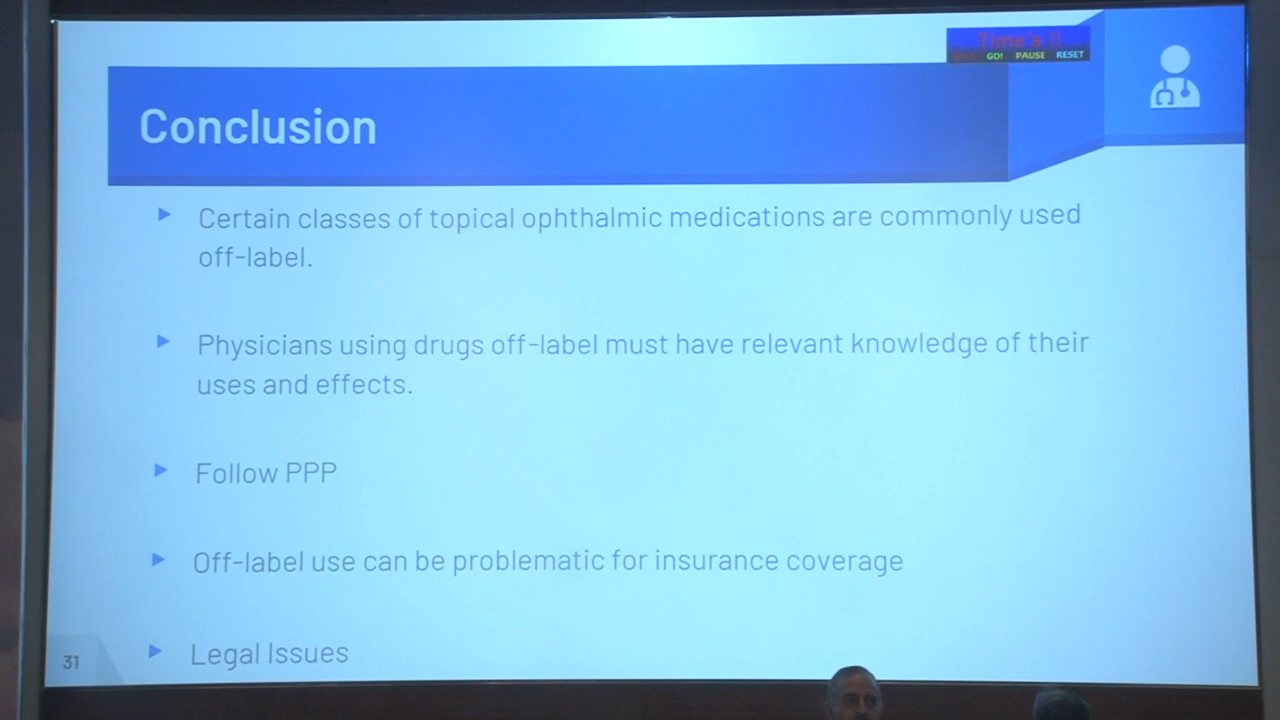 Time's !!
EXIT GO! PAUSE RESET
Conclusion
Certain classes of topical ophthalmic medications are commonly used
off-label.
Physicians using drugs off-label must have relevant knowledge of their
uses and effects.
Follow PPP
Off-label use can be problematic for insurance coverage
Legal Issues
31